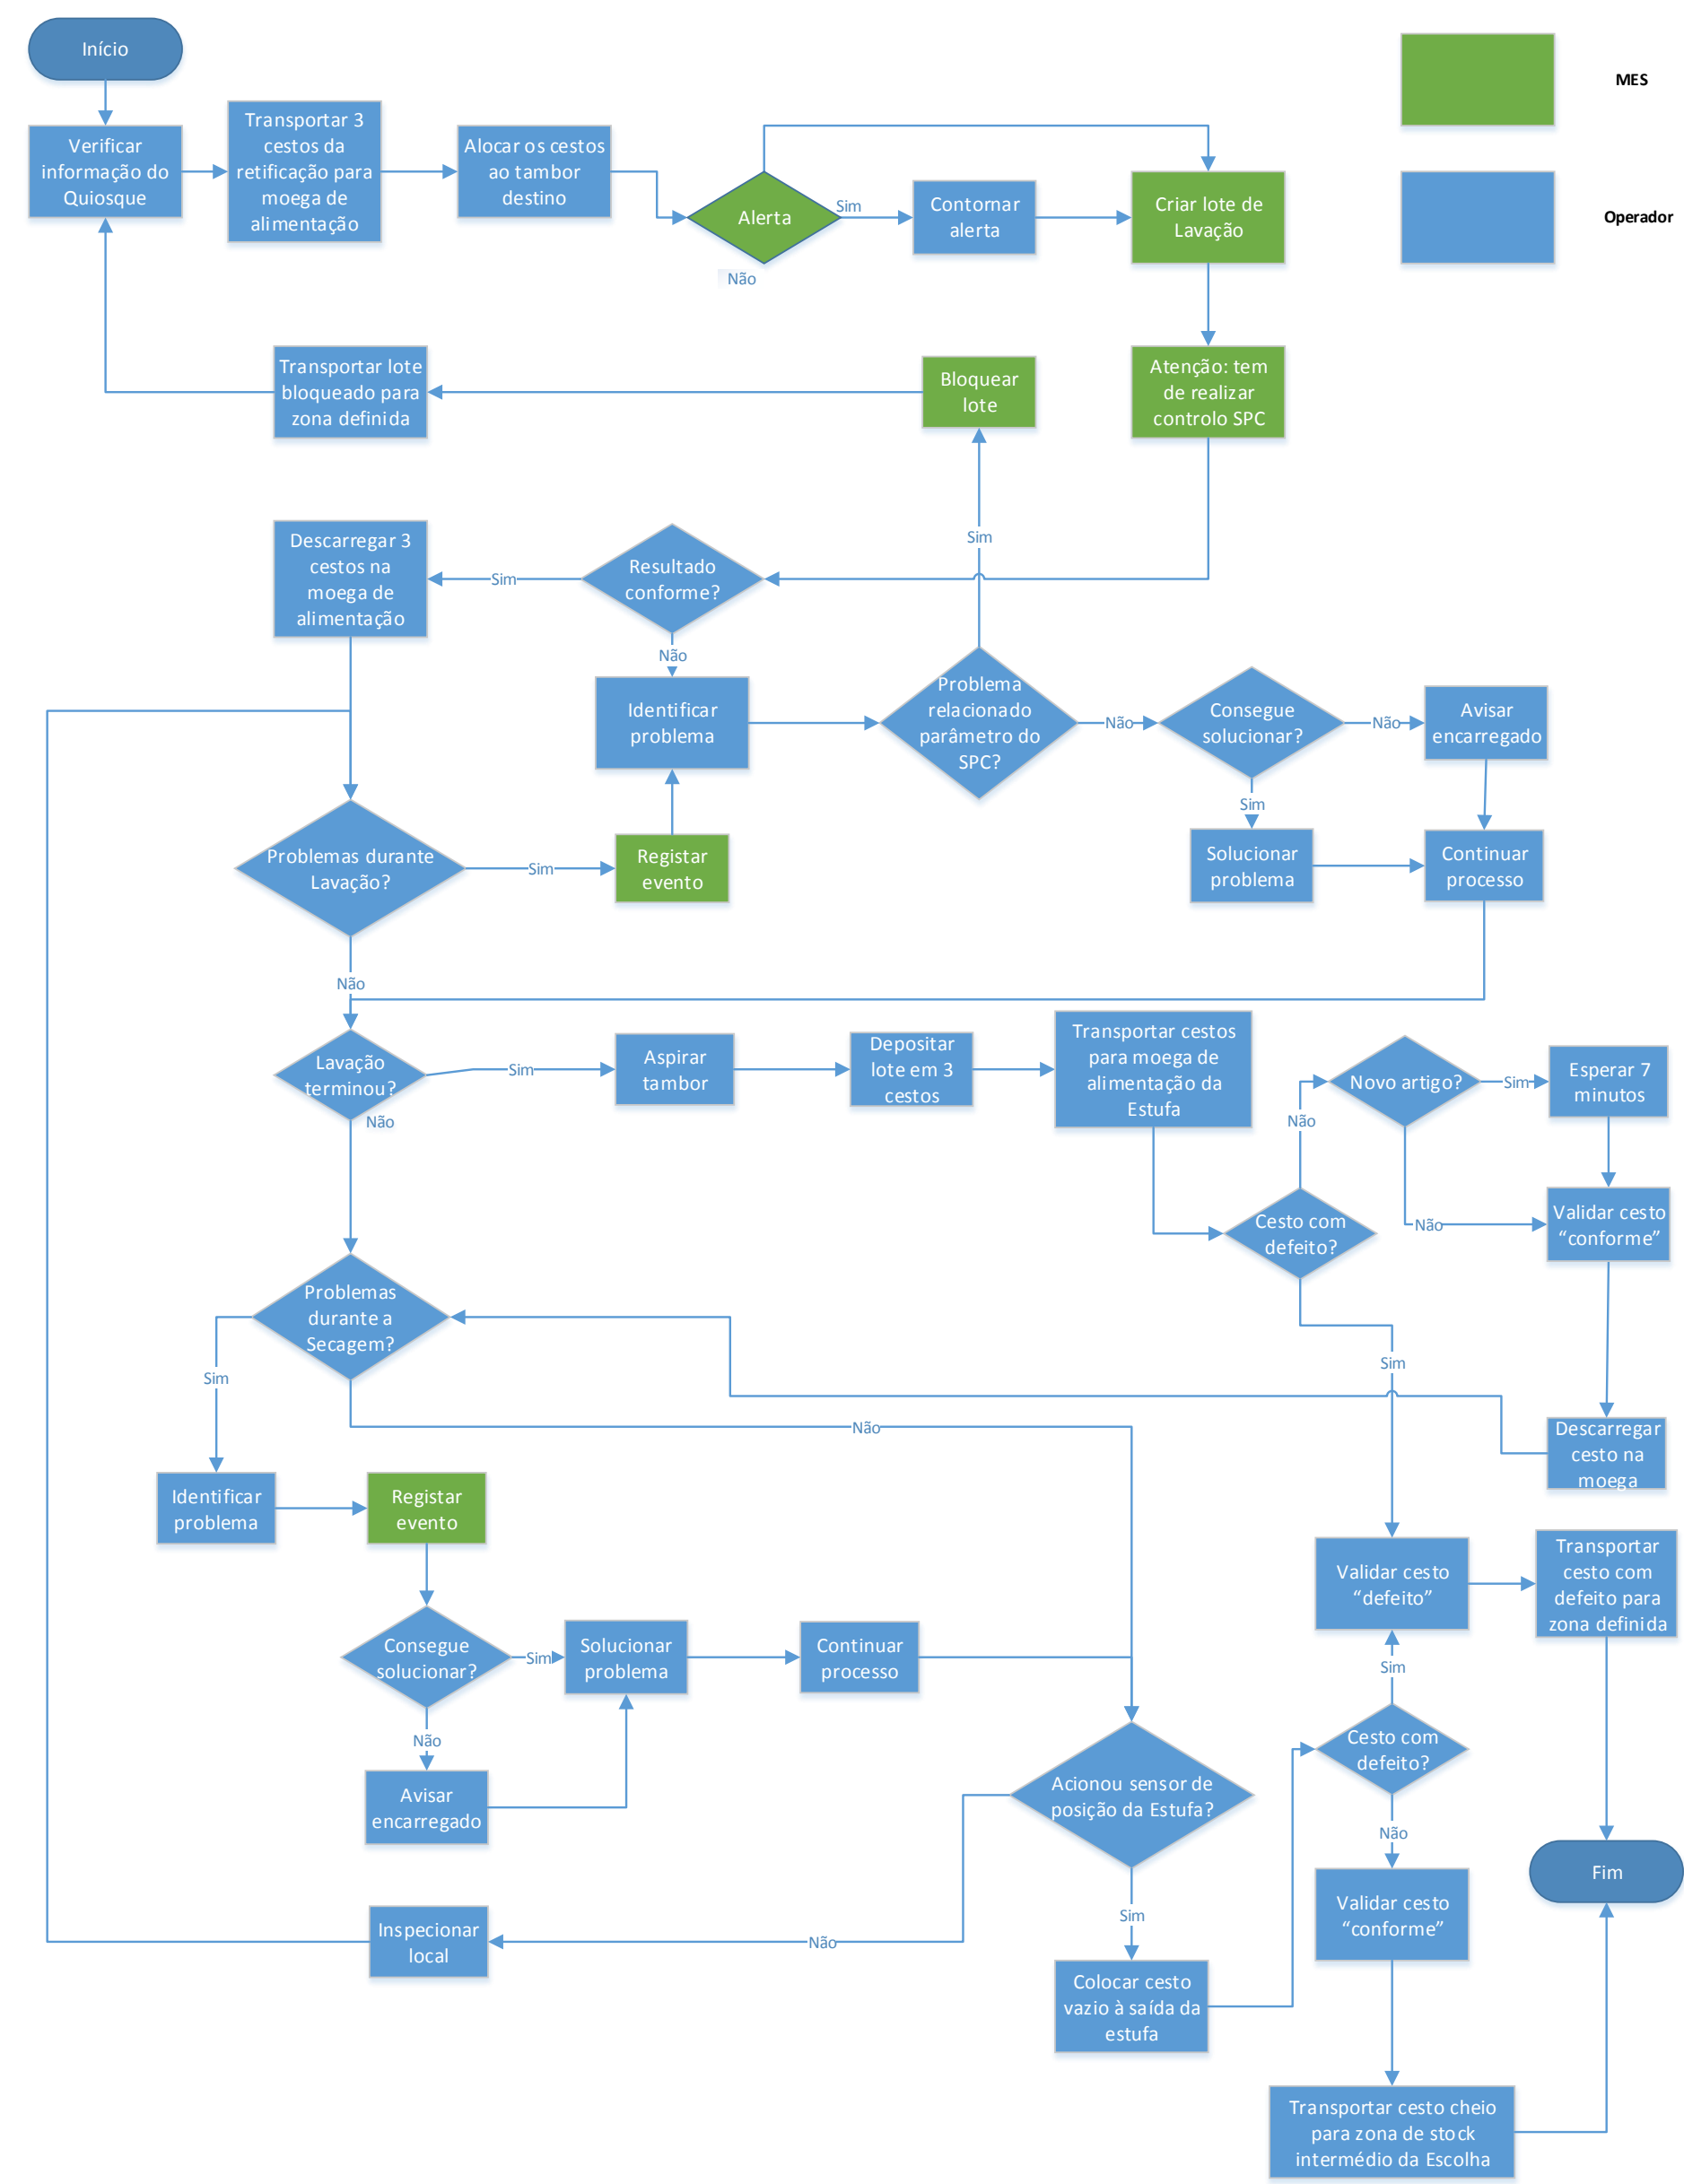 Início
MES
Verificar
informação do
Quiosque
Transportar 3
cestos da
retificação para
moega de
alimentação
Alocar os cestos
ao tambor
destino
Alerta
Sim
Não
Contornar
alerta
Criar lote de
Lavação
Operador
Transportar lote
bloqueado para
zona definida
Bloquear
lote
Atenção: tem
de realizar
controlo SPC
Sim
Descarregar 3
cestos na
moega de
alimentação
Sim
Resultado
conforme?
Não
Identificar
problema
Problema
relacionado
parâmetro do
SPC?
Não
Consegue
solucionar?
Não
Avisar
encarregado
Sim
Problemas durante
Lavação?
Sim
Registar
evento
Solucionar
problema
Continuar
processo
Não
Lavação
terminou?
Sim
Não
Aspirar
tambor
Depositar
lote em 3
cestos
Transportar cestos
para moega de
alimentação da
Estufa
Novo artigo?
Sim
Esperar 7
minutos
Não
Cesto com
defeito?
Não
Validar cesto
“conforme”
Problemas
durante a
Secagem?
Sim
Sim
Não
Descarregar
cesto na
moega
Identificar
problema
Registar
evento
Validar cesto
“defeito”
Transportar
cesto com
defeito para
zona definida
Consegue
solucionar?
Sim
Solucionar
problema
Continuar
processo
Sim
Não
Cesto com
defeito?
Avisar
encarregado
Acionou sensor de
posição da Estufa?
Não
Fim
Sim
Validar cesto
“conforme”
Inspecionar
local
Não
Colocar cesto
vazio à saída da
estufa
Transportar cesto cheio
para zona de stock
intermédio da Escolha